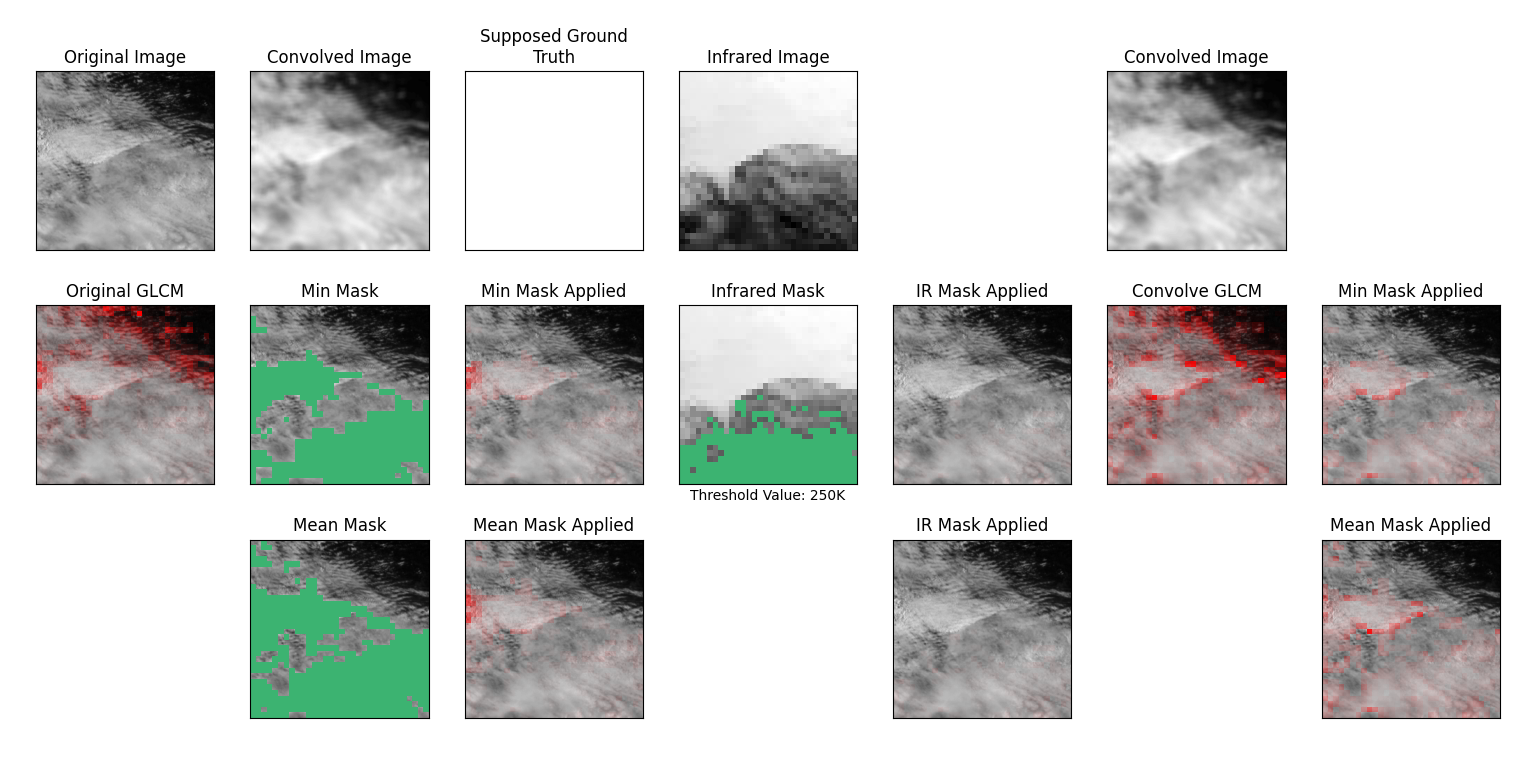 Original Image
Convolved Image
Supposed Ground
Truth
Infrared Image
Convolved Image
Original GLCM
Min Mask
Min Mask Applied
Infrared Mask
IR Mask Applied
Convolve GLCM
Min Mask Applied
Threshold Value: 250K
Mean Mask
Mean Mask Applied
IR Mask Applied
Mean Mask Applied